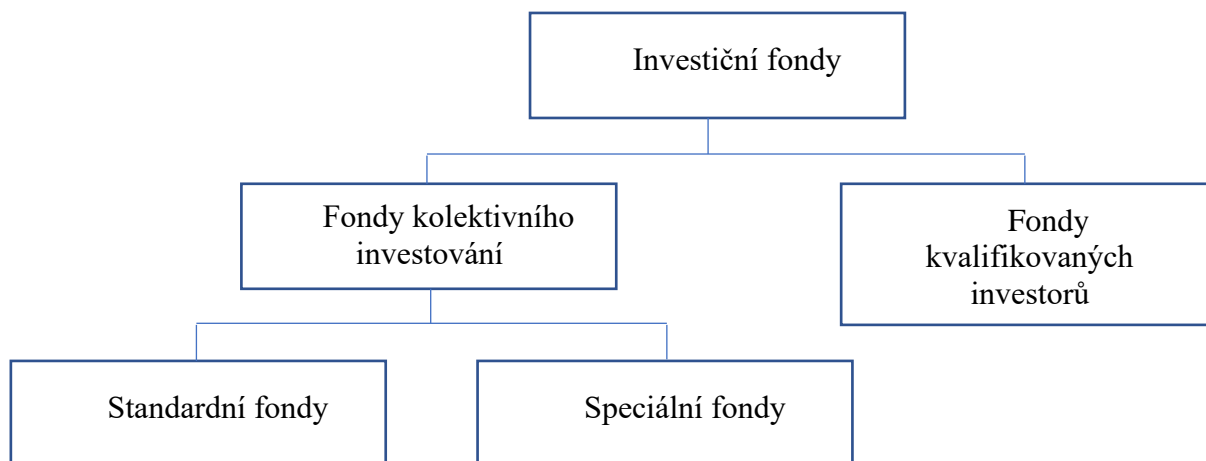 Investiční fondy
Fondy kolektivního
investování
Fondy
kvalifikovaných
investorů
Standardní fondy
Speciální fondy